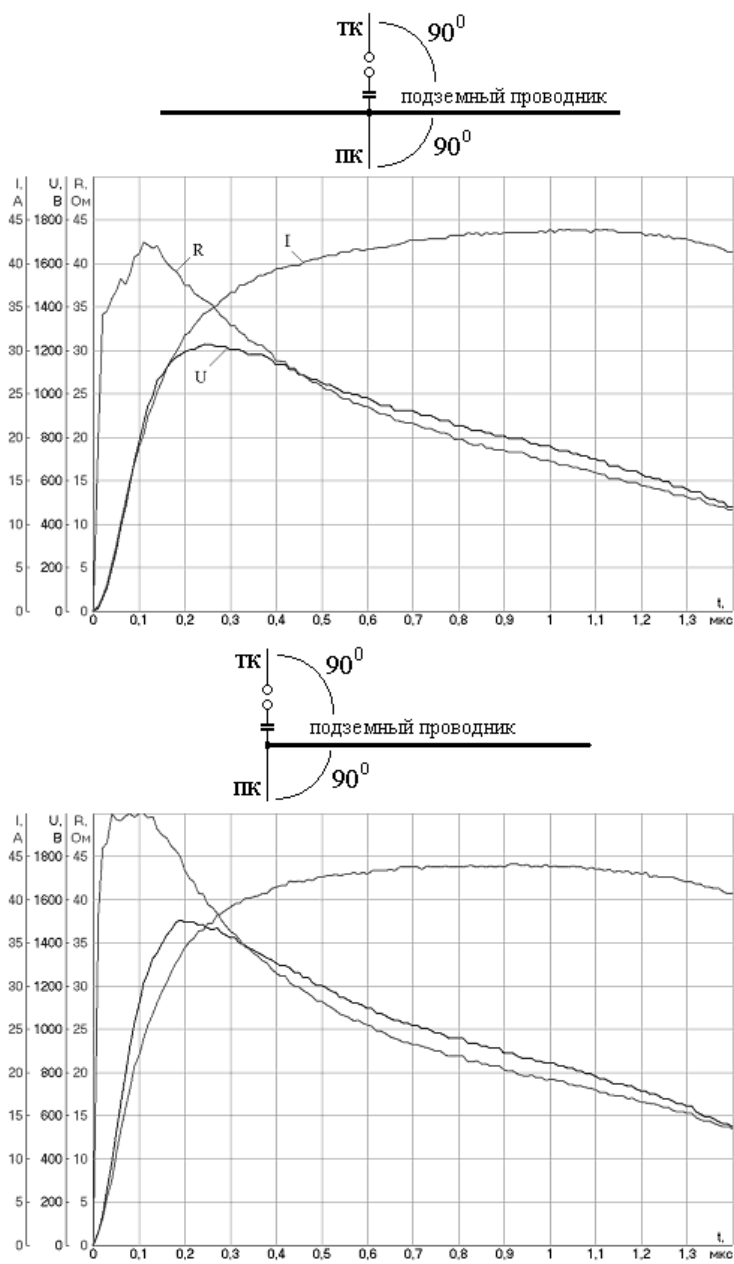 ТК 90⁰
подземный проводник
ПК 90⁰
I, U, R,
А В Ом
45 1800 45
40 1600 40
35 1400 35
30 1200 30
25 1000 25
20 800 20
15 600 15
10 400 10
5 200 5
0 0 0
R
I
U
t,
0 0,1 0,2 0,3 0,4 0,5 0,6 0,7 0,8 0,9 1 1,1 1,2 1,3 мкс
ТК 90⁰
подземный проводник
ПК 90⁰
I, U, R,
А В Ом
45 1800 45
40 1600 40
35 1400 35
30 1200 30
25 1000 25
20 800 20
15 600 15
10 400 10
5 200 5
0 0 0
t,
0 0,1 0,2 0,3 0,4 0,5 0,6 0,7 0,8 0,9 1 1,1 1,2 1,3 мкс